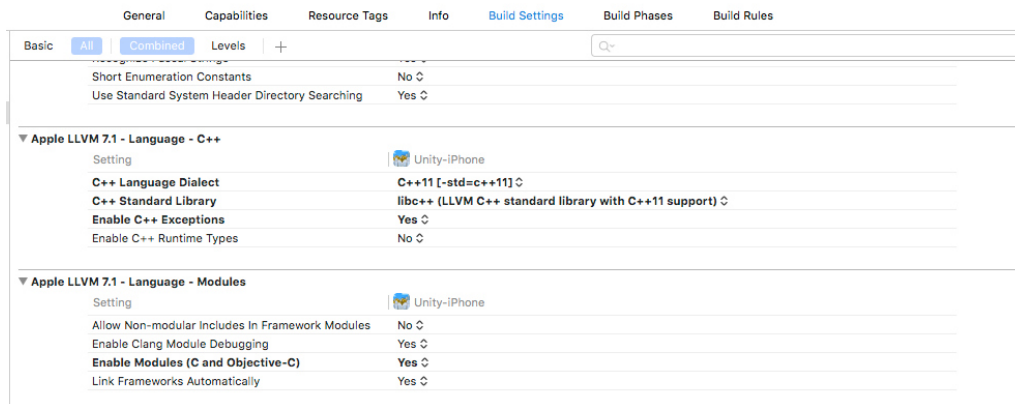 General Capabilities Resource Tags Info Build Settings Build Phases Build Rules
Basic All Combined Levels +
Short Enumeration Constants No
Use Standard System Header Directory Searching Yes
Apple LLVM 7.1 - Language - C++
Setting Unity-iPhone
C++ Language Dialect C++11 [-std=c++11]
C++ Standard Library libc++ (LLVM C++ standard library with C++11 support)
Enable C++ Exceptions Yes
Enable C++ Runtime Types No
Apple LLVM 7.1 - Language - Modules
Setting Unity-iPhone
Allow Non-modular Includes In Framework Modules No
Enable Clang Module Debugging Yes
Enable Modules (C and Objective-C) Yes
Link Frameworks Automatically Yes